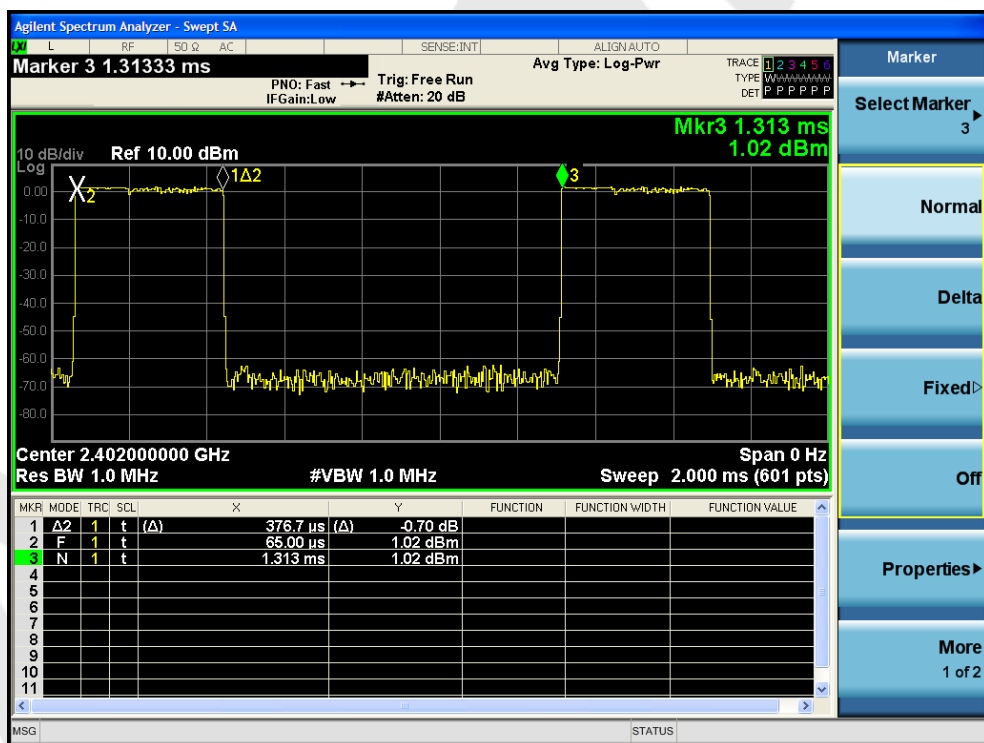 Agilent Spectrum Analyzer - Swept SA
LXI L RF 50 Ω AC SENSE:INT ALIGN AUTO
Marker 3 1.31333 ms
PNO: Fast
IFGain:Low
Trig: Free Run
#Atten: 20 dB
Avg Type: Log-Pwr
TRACE 1 2 3 4 5 6
TYPE WWWWWW
DET P P P P P P
Mkr3 1.313 ms
1.02 dBm
10 dB/div Ref 10.00 dBm
Log
0.00
-10.0
-20.0
-30.0
-40.0
-50.0
-60.0
-70.0
-80.0
2
1Δ2
3
Center 2.402000000 GHz Span 0 Hz
Res BW 1.0 MHz #VBW 1.0 MHz Sweep 2.000 ms (601 pts)
MKR MODE TRC SCL X Y FUNCTION FUNCTION WIDTH FUNCTION VALUE
1 Δ2 1 t (Δ) 376.7 µs (Δ) -0.70 dB
2 F 1 t 65.00 µs 1.02 dBm
3 N 1 t 1.313 ms 1.02 dBm
4
5
6
7
8
9
10
11
MSG STATUS
Marker
Select Marker
3
Normal
Delta
Fixed
Off
Properties
More
1 of 2